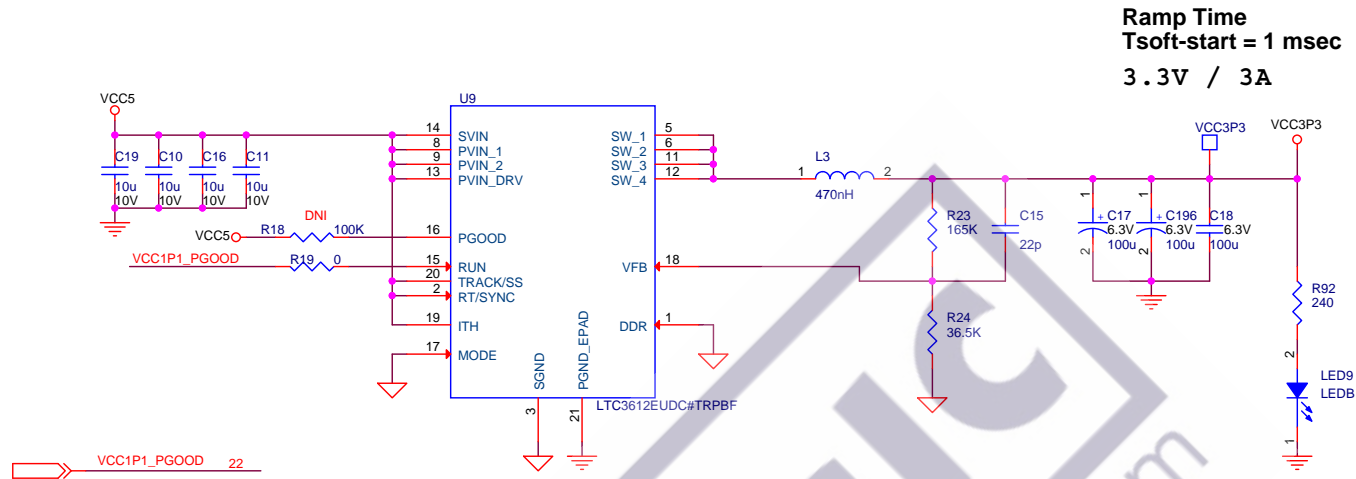 Ramp Time
Tsoft-start = 1 msec
3.3V / 3A
VCC5
U9
VCC3P3
VCC3P3
14 SVIN SW_1 5
8 PVIN_1 SW_2 6
9 PVIN_2 SW_3 11
13 PVIN_DRV SW_4 12
C19 C10 C16 C11
10u 10u 10u 10u
10V 10V 10V 10V
L3
1 2
470nH
DNI
R18 100K
VCC5
16 PGOOD
VCC1P1_PGOOD
R19 0
15 RUN
20 TRACK/SS
2 RT/SYNC
19 ITH
17 MODE
VFB 18
DDR 1
SGND
3
PGND_EPAD
21
LTC3612EUDC#TRPBF
R23
165K
C15
22p
R24
36.5K
1 + C17 1 + C196 C18
6.3V 6.3V 6.3V
2 100u 2 100u 100u
R92
240
2
LED9
LEDB
1
VCC1P1_PGOOD 22
ic
m